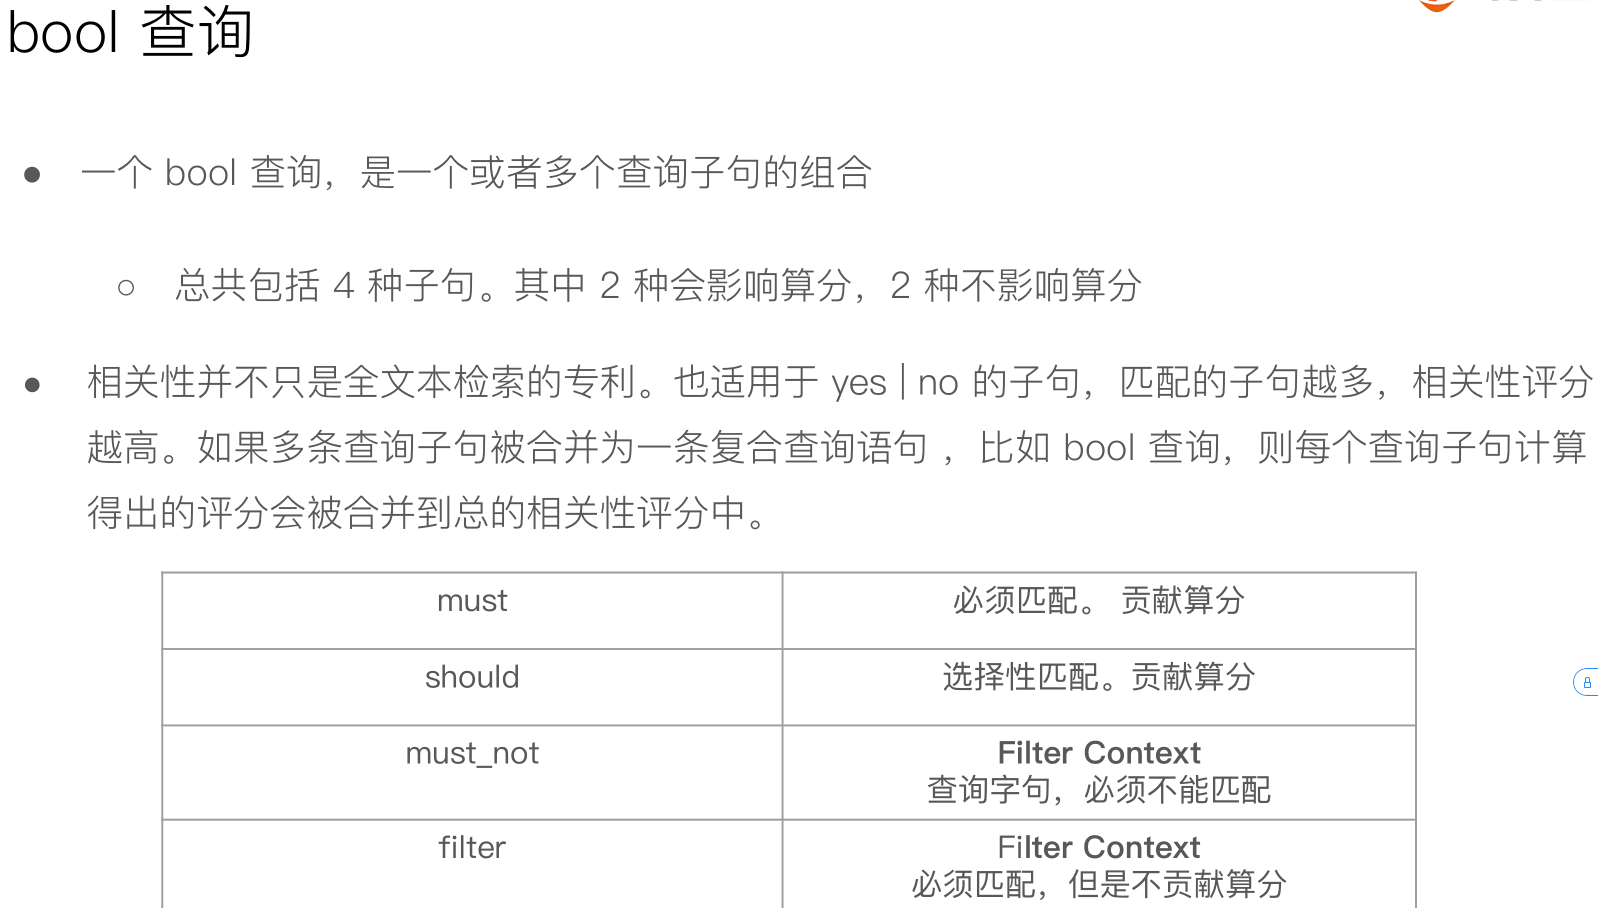 bool 查询
● 一个 bool 查询，是一个或者多个查询子句的组合
○ 总共包括 4 种子句。其中 2 种会影响算分，2 种不影响算分
● 相关性并不只是全文本检索的专利。也适用于 yes | no 的子句，匹配的子句越多，相关性评分
越高。如果多条查询子句被合并为一条复合查询语句 ，比如 bool 查询，则每个查询子句计算
得出的评分会被合并到总的相关性评分中。
must 必须匹配。 贡献算分
should 选择性匹配。贡献算分
must_not Filter Context
查询字句，必须不能匹配
filter Filter Context
必须匹配，但是不贡献算分